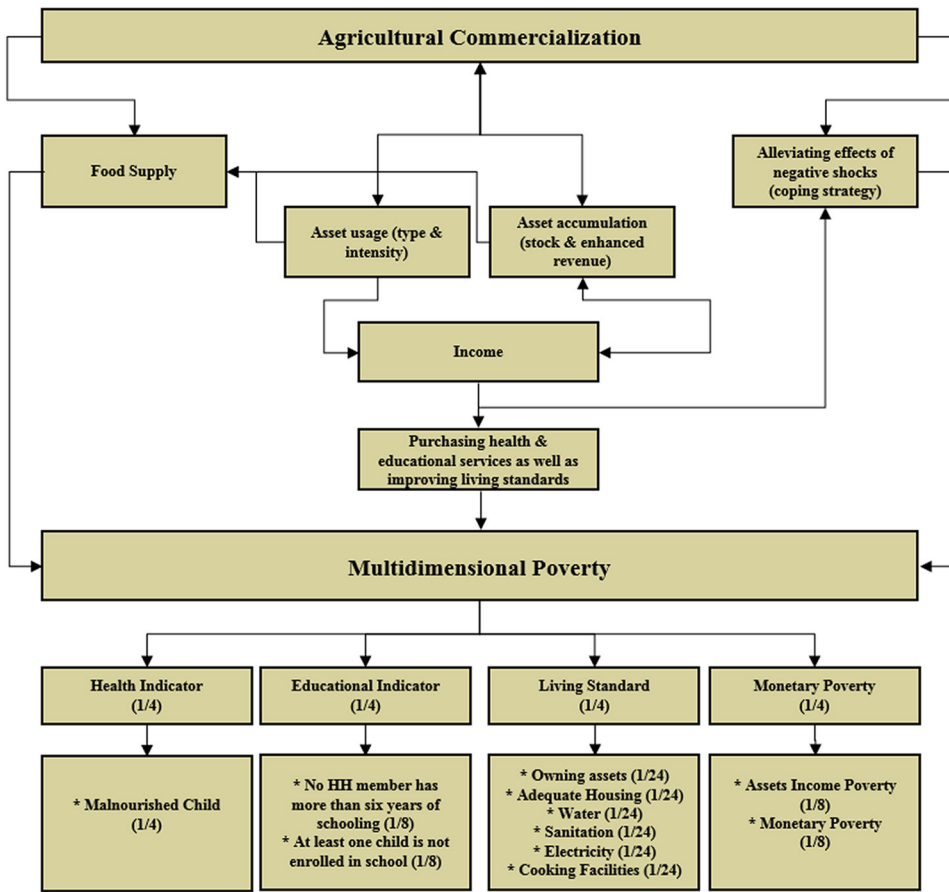 Agricultural Commercialization
Food Supply
Alleviating effects of
negative shocks
(coping strategy)
Asset usage (type &
intensity)
Asset accumulation
(stock & enhanced
revenue)
Income
Purchasing health &
educational services as well as
improving living standards
Multidimensional Poverty
Health Indicator
(1/4)
Educational Indicator
(1/4)
Living Standard
(1/4)
Monetary Poverty
(1/4)
* Malnourished Child
(1/4)
* No HH member has
more than six years of
schooling (1/8)
* At least one child is not
enrolled in school (1/8)
* Owning assets (1/24)
* Adequate Housing (1/24)
* Water (1/24)
* Sanitation (1/24)
* Electricity (1/24)
* Cooking Facilities (1/24)
* Assets Income Poverty
(1/8)
* Monetary Poverty
(1/8)